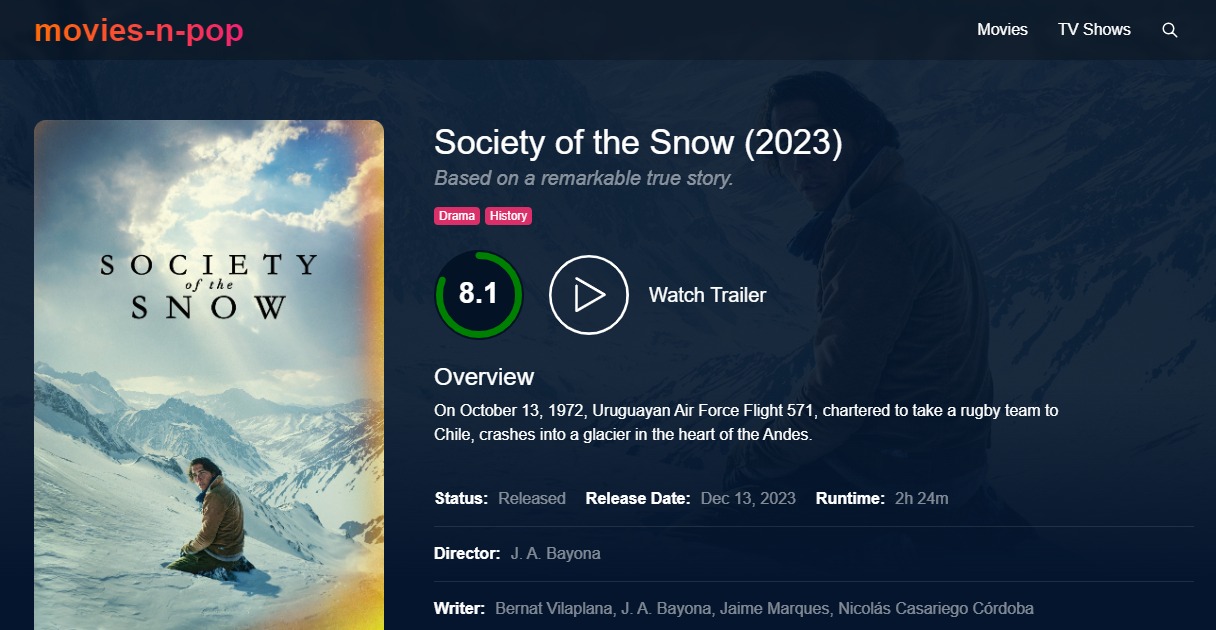 movies-n-pop
Movies
TV Shows
SOCIETY
of the
SNOW
Society of the Snow (2023)
Based on a remarkable true story.
Drama
History
8.1
Watch Trailer
Overview
On October 13, 1972, Uruguayan Air Force Flight 571, chartered to take a rugby team to
Chile, crashes into a glacier in the heart of the Andes.
Status: Released Release Date: Dec 13, 2023 Runtime: 2h 24m
Director: J. A. Bayona
Writer: Bernat Vilaplana, J. A. Bayona, Jaime Marques, Nicolás Casariego Córdoba